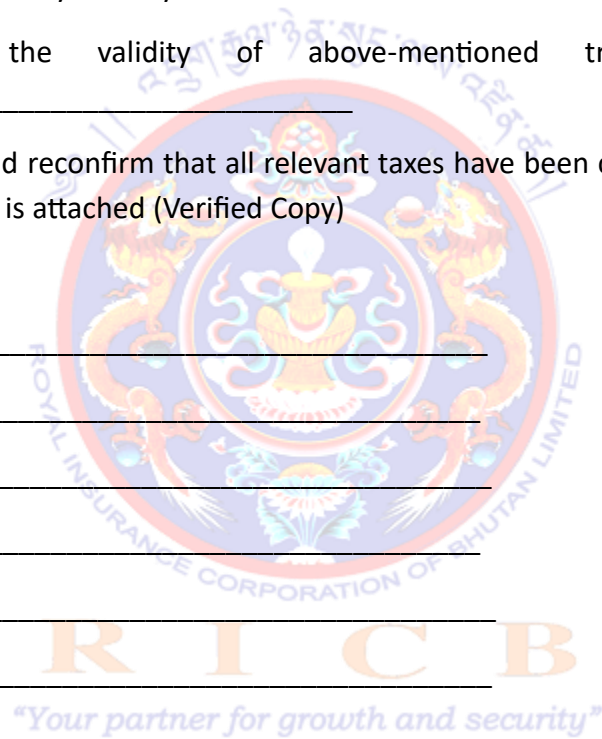 the validity of above-mentioned tr
d reconfirm that all relevant taxes have been
is attached (Verified Copy)
ROYAL INSURANCE CORPORATION OF BHUTAN LIMITED
R I C B
“Your partner for growth and security”